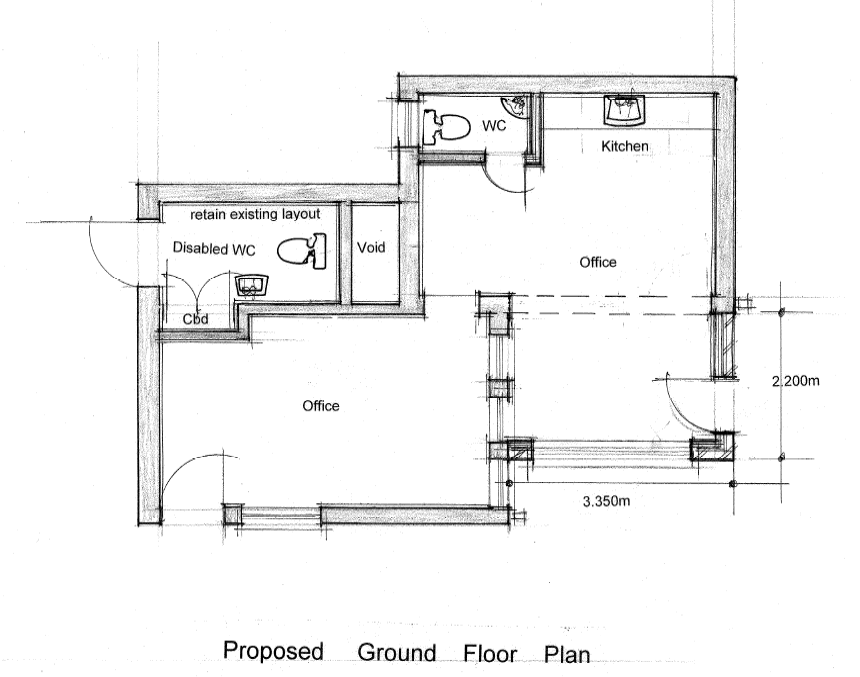 WC
Kitchen
retain existing layout
Disabled WC
Void
Office
Cbd
2.200m
Office
3.350m
Proposed Ground Floor Plan